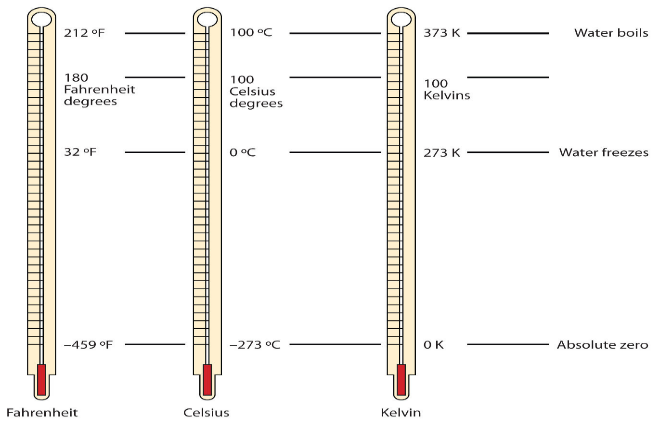 212 ºF
100 ºC
373 K
Water boils
180
Fahrenheit
degrees
100
Celsius
degrees
100
Kelvins
32 ºF
0 ºC
273 K
Water freezes
–459 ºF
–273 ºC
0 K
Absolute zero
Fahrenheit
Celsius
Kelvin